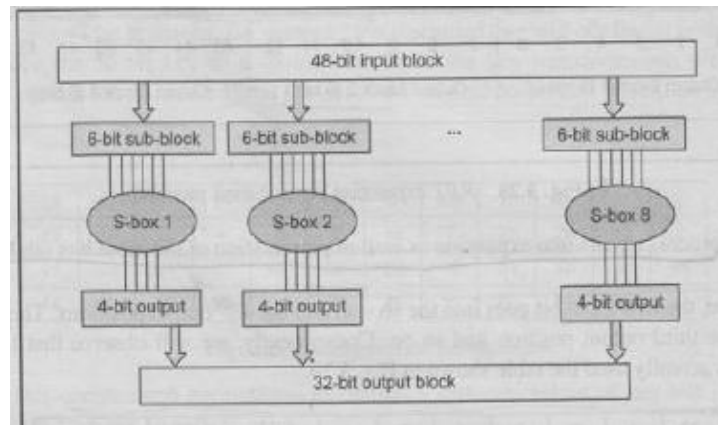 48-bit input block
6-bit sub-block 6-bit sub-block ... 6-bit sub-block
S-box 1 S-box 2 S-box 8
4-bit output 4-bit output 4-bit output
32-bit output block